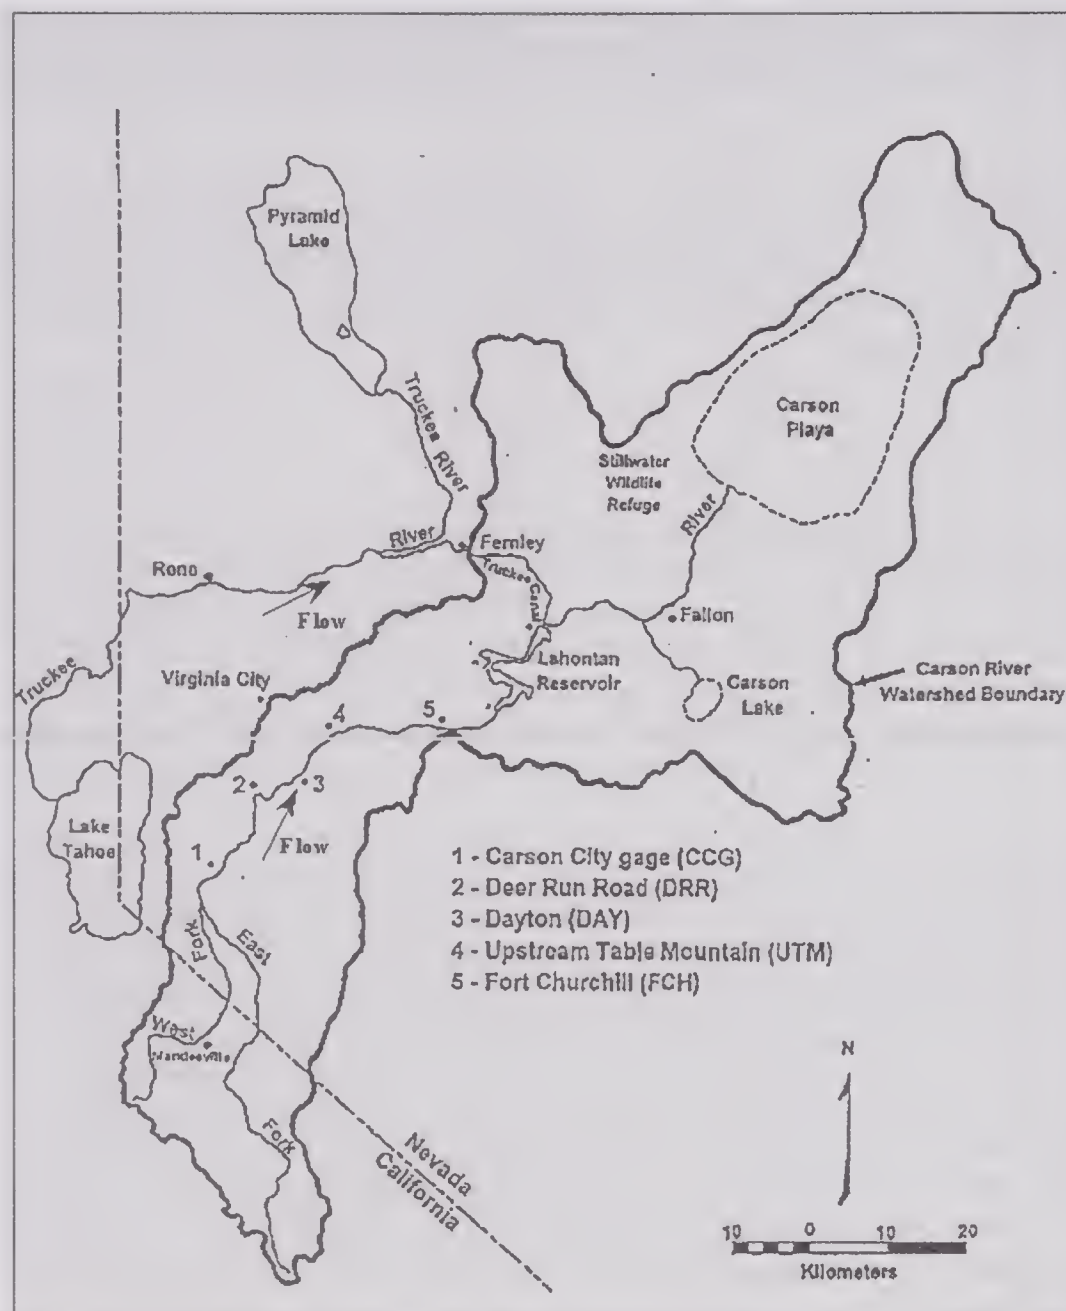 Pyramid
Lake
Truckee River
Carson
Playa
Stillwater
Wildlife
Refuge
River
River
Fernley
Truckee Canal
Reno
Flow
Fallon
Truckee
Virginia City
Lahontan
Reservoir
Carson
Lake
Carson River
Watershed Boundary
4
5
2
3
Lake
Tahoe
Flow
1
1 - Carson City gage (CCG)
2 - Deer Run Road (DRR)
3 - Dayton (DAY)
4 - Upstream Table Mountain (UTM)
5 - Fort Churchill (FCH)
Fork
East
West
N
Fork
Nevada
California
10 0 10 20
Kilometers